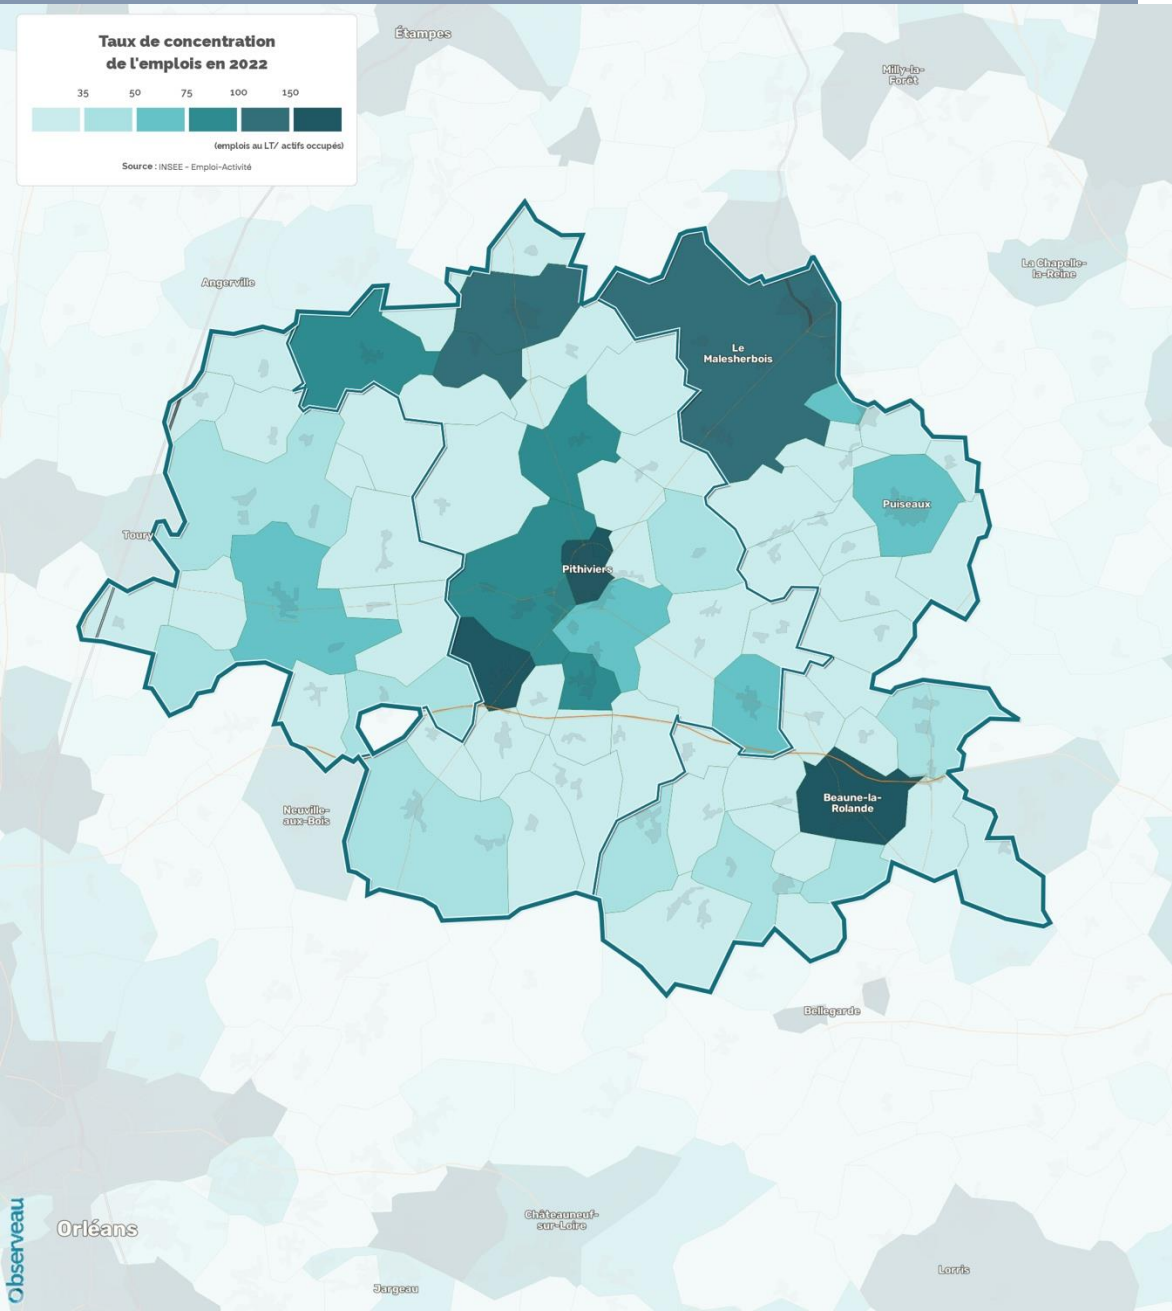 Taux de concentration
de l'emplois en 2022
35 50 75 100 150
(emplois au LT/ actifs occupés)
Source : INSEE - Emploi-Activité
Étampes
Milly-la-
Forêt
La Chapelle-
la-Reine
Angerville
Le
Malesherbois
Puiseaux
Toury
Pithiviers
Neuville-
aux-Bois
Beaune-la-
Rolande
Bellegarde
Châteauneuf-
sur-Loire
Orléans
Lorris
Jargeau
Observeau